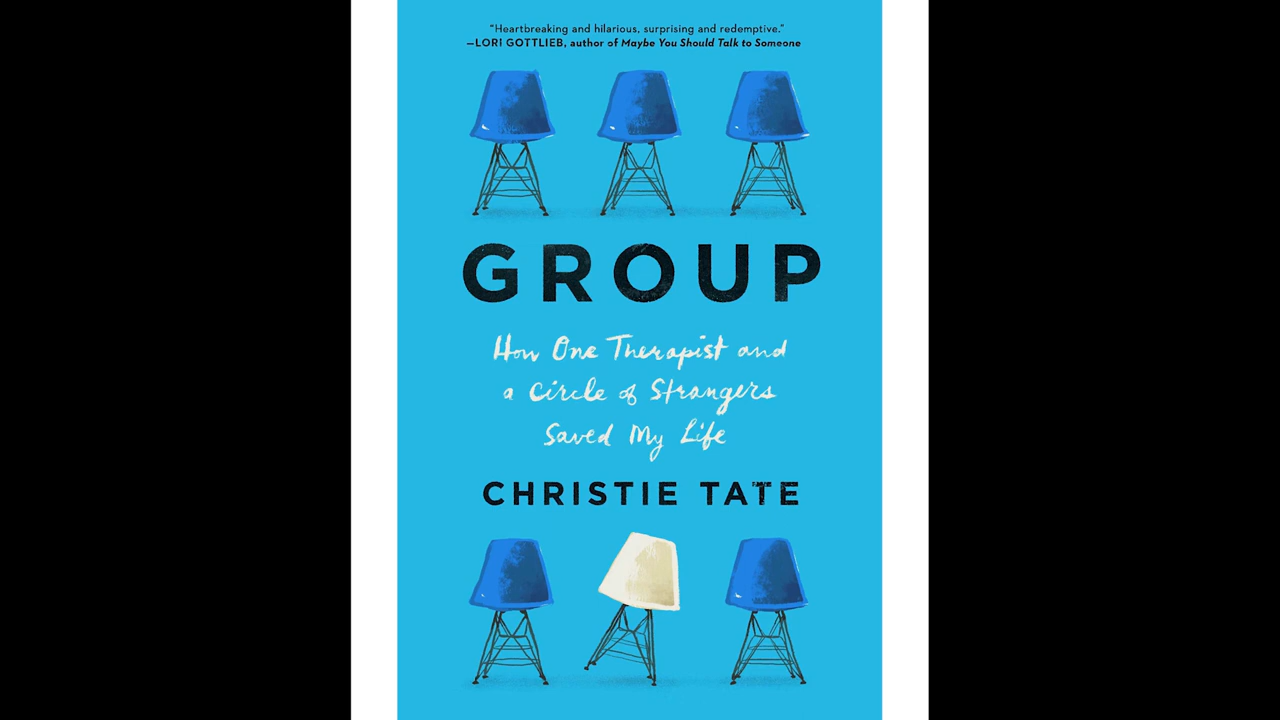 “Heartbreaking and hilarious, surprising and redemptive.”
—LORI GOTTLIEB, author of Maybe You Should Talk to Someone
GROUP
How One Therapist and
a Circle of Strangers
Saved My Life
CHRISTIE TATE